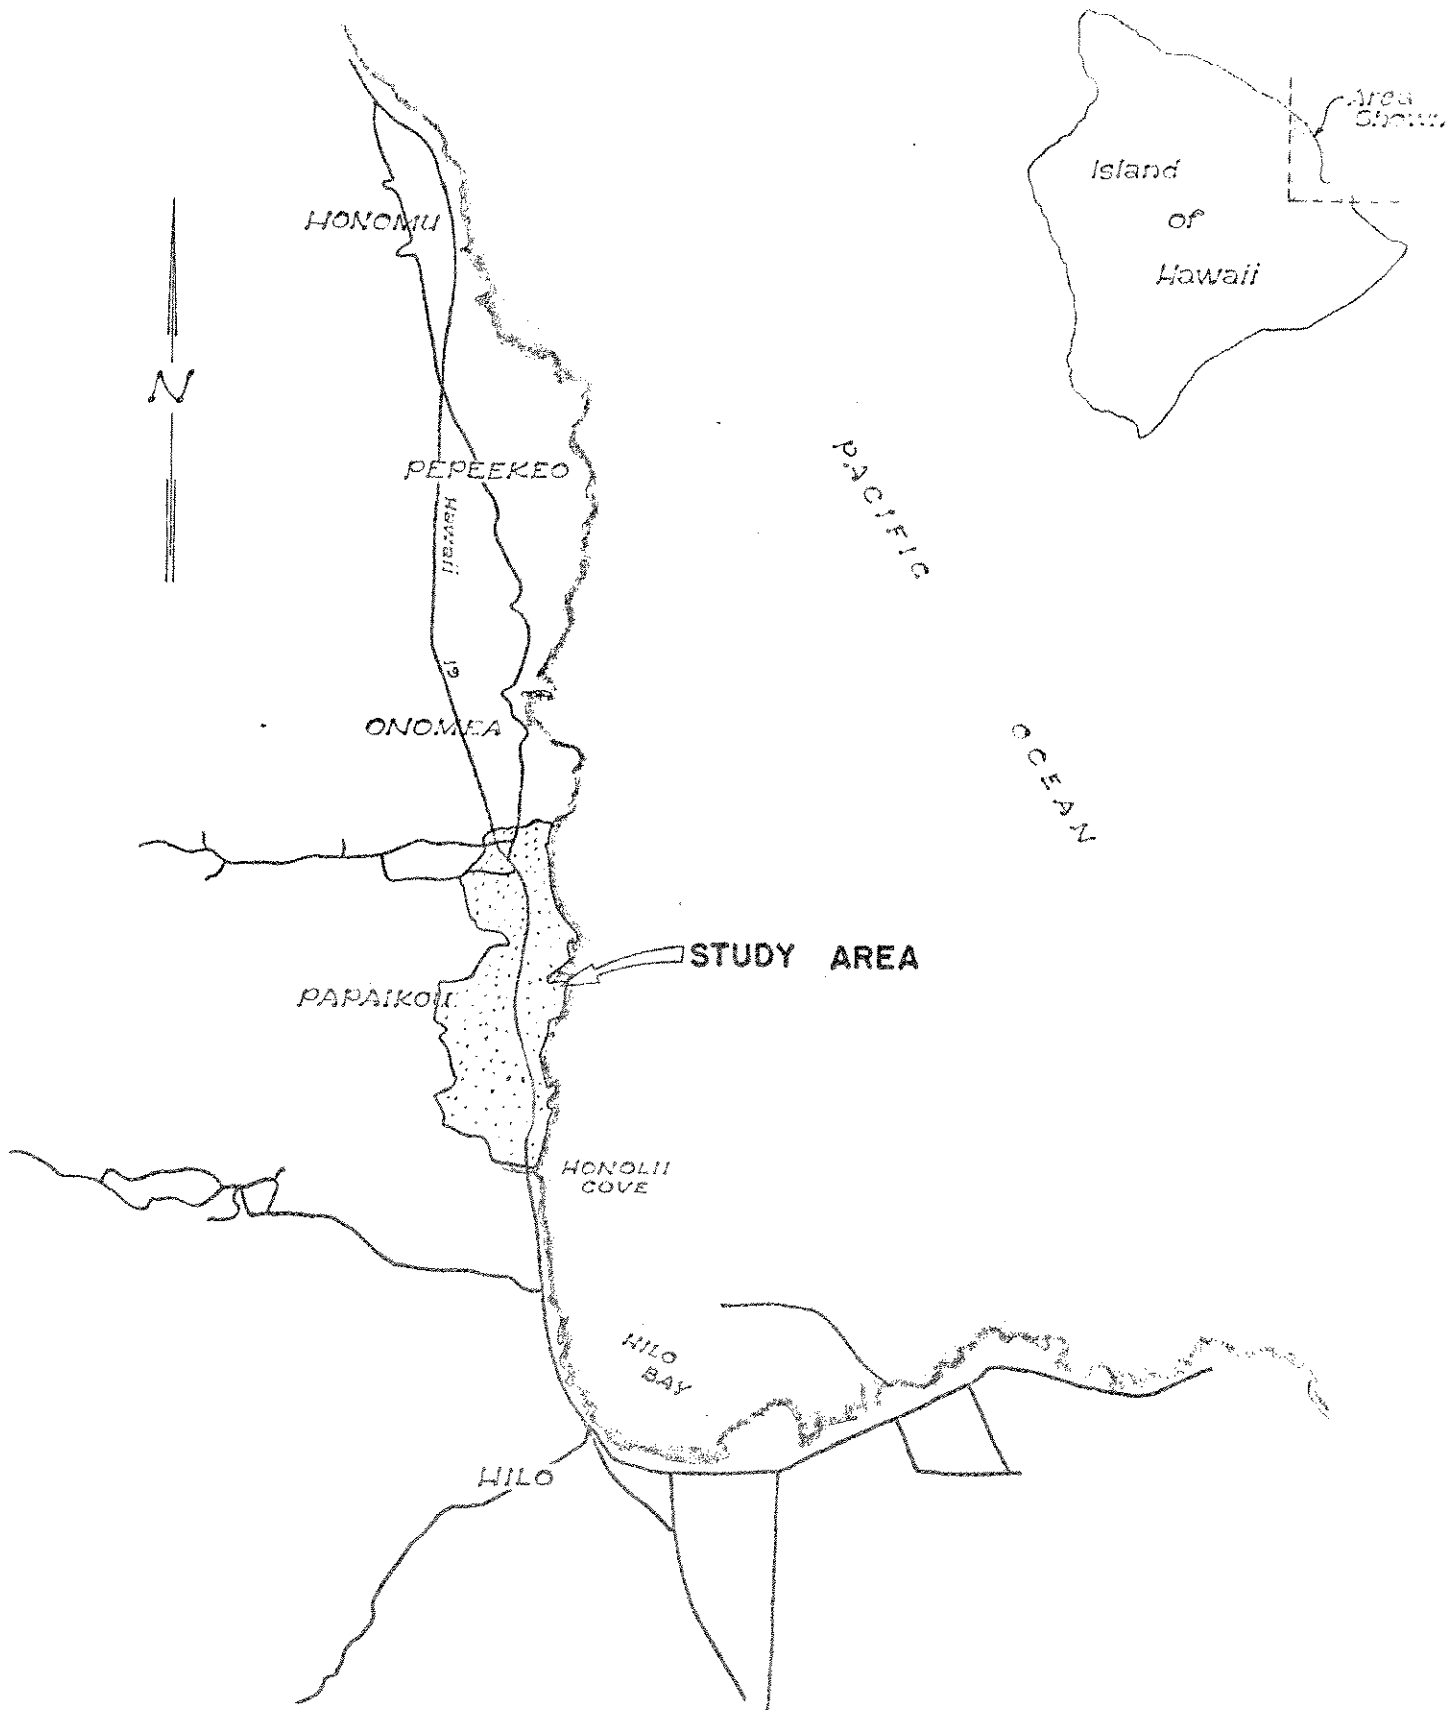 Area
Shown
Island
of
Hawaii
HONOMU
N
PEPEEKEO
PACIFIC
Hawaii
19
ONOMEA
OCEAN
STUDY AREA
PAPAIKOU
HONOLII
COVE
HILO
BAY
HILO